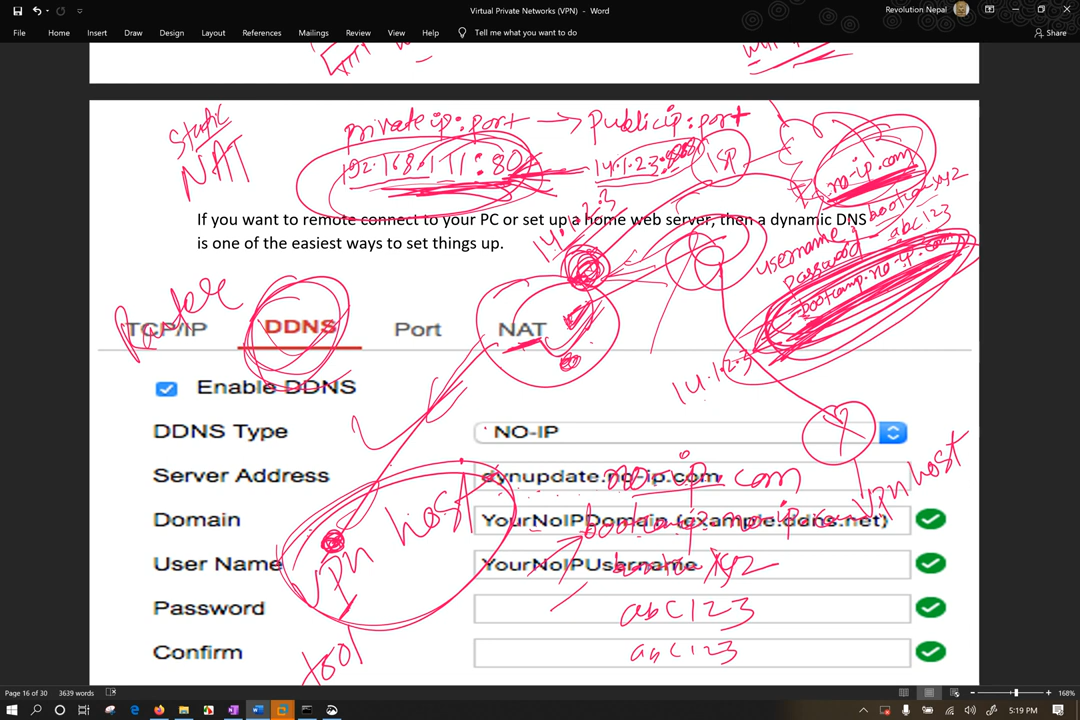 Virtual Private Networks (VPN) - Word
Revolution Nepal
File Home Insert Draw Design Layout References Mailings Review View Help Tell me what you want to do
Share
static
NAT
private ip:port → Public ip:port
192.168.1.11:80
14.1.23:
ISP
no-ip.com
If you want to remote connect to your PC or set up a home web server, then a dynamic DNS
is one of the easiest ways to set things up.
14.1.2.3
username
password abc123
bootcamp.no-ip.com
14.1.2.3
TCP/IP DDNS Port NAT
Enable DDNS
DDNS Type NO-IP
Server Address dynupdate.no-ip.com
no-ip com
Domain YourNoIPDomain (example.ddns.net)
bootcamp no-ip
VPN host
User Name YourNoIPUsername
xyz
VPN host
Password abc123
Confirm
tool
Page 16 of 30 3639 words
168%
5:19 PM